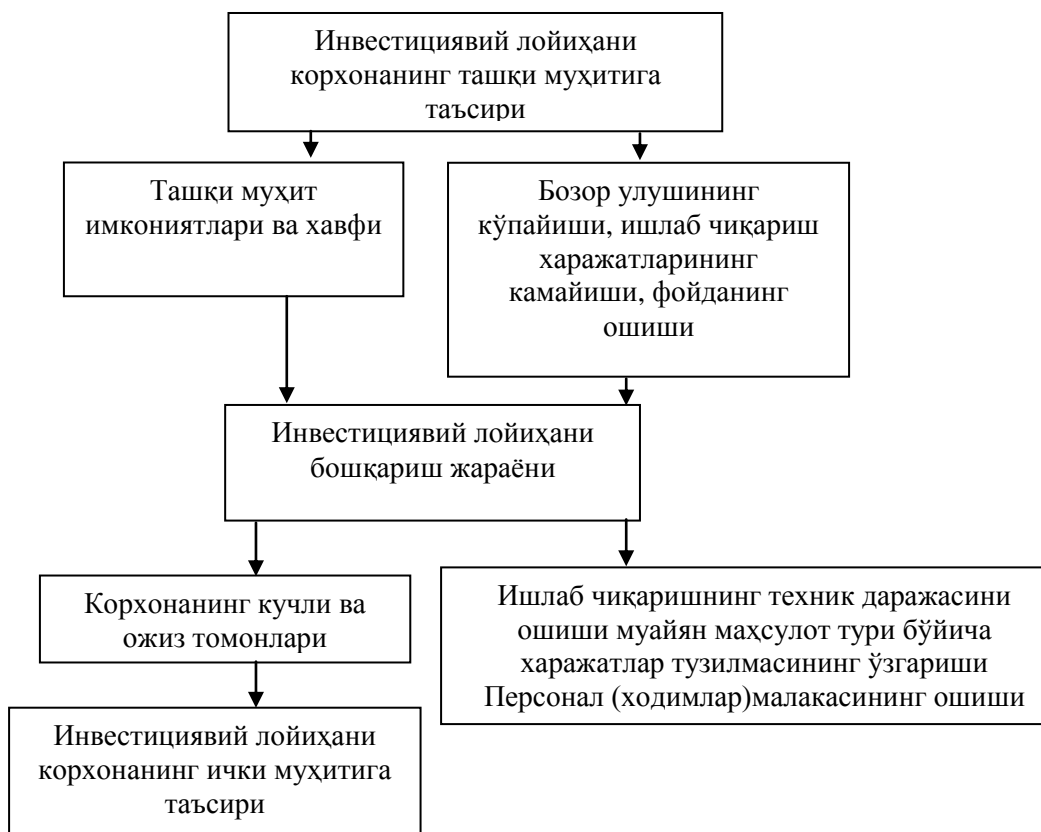 Инвестициявий лойиҳани
корхонанинг ташқи муҳитига
таъсири
Ташқи муҳит
имкониятлари ва хавфи
Бозор улушининг
кўпайиши, ишлаб чиқариш
харажатларининг
камайиши, фойданинг
ошиши
Инвестициявий лойиҳани
бошқариш жараёни
Корхонанинг кучли ва
ожиз томонлари
Ишлаб чиқаришнинг техник даражасини
ошиши муайян маҳсулот тури бўйича
харажатлар тузилмасининг ўзгариши
Персонал (ходимлар)малакасининг ошиши
Инвестициявий лойиҳани
корхонанинг ички муҳитига
таъсири